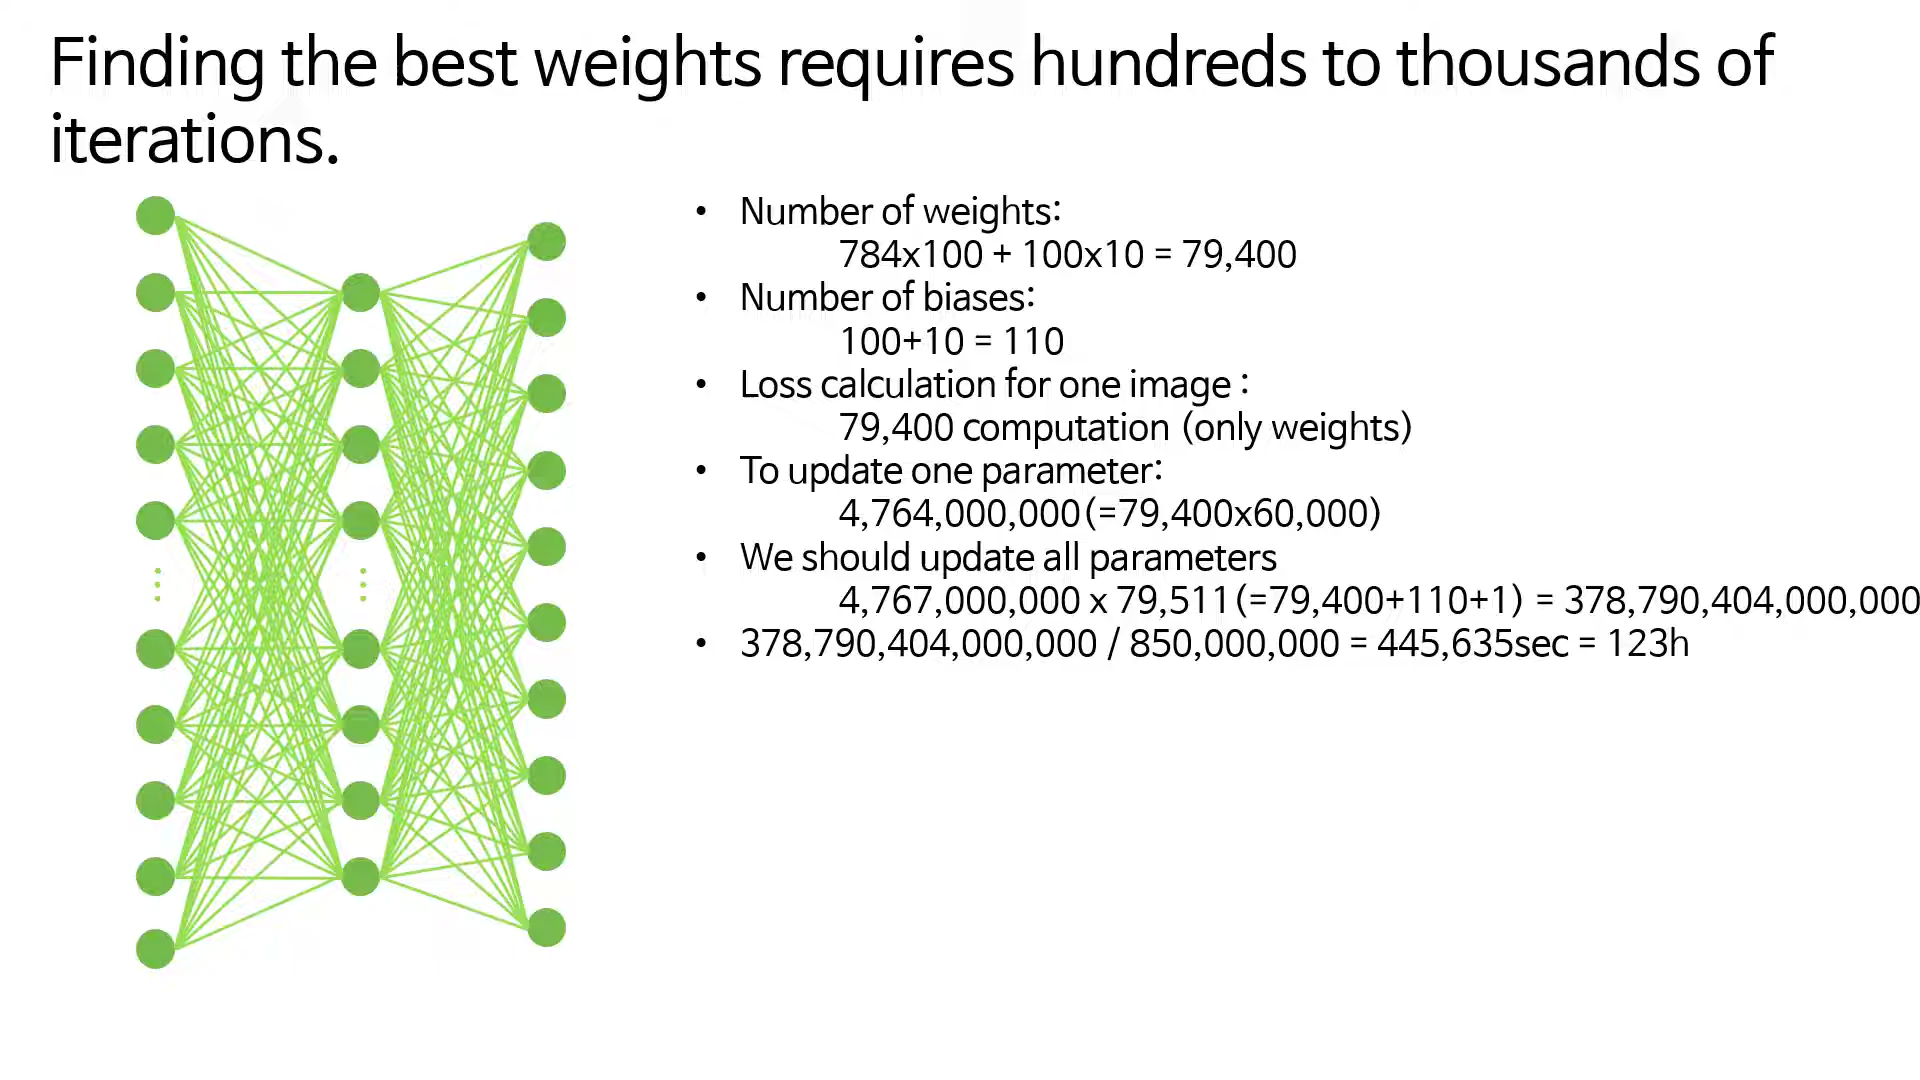 Finding the best weights requires hundreds to thousands of
iterations.
• Number of weights:
784x100 + 100x10 = 79,400
• Number of biases:
100+10 = 110
• Loss calculation for one image :
79,400 computation (only weights)
• To update one parameter:
4,764,000,000(=79,400x60,000)
• We should update all parameters
4,767,000,000 x 79,511(=79,400+110+1) = 378,790,404,000,000
• 378,790,404,000,000 / 850,000,000 = 445,635sec = 123h